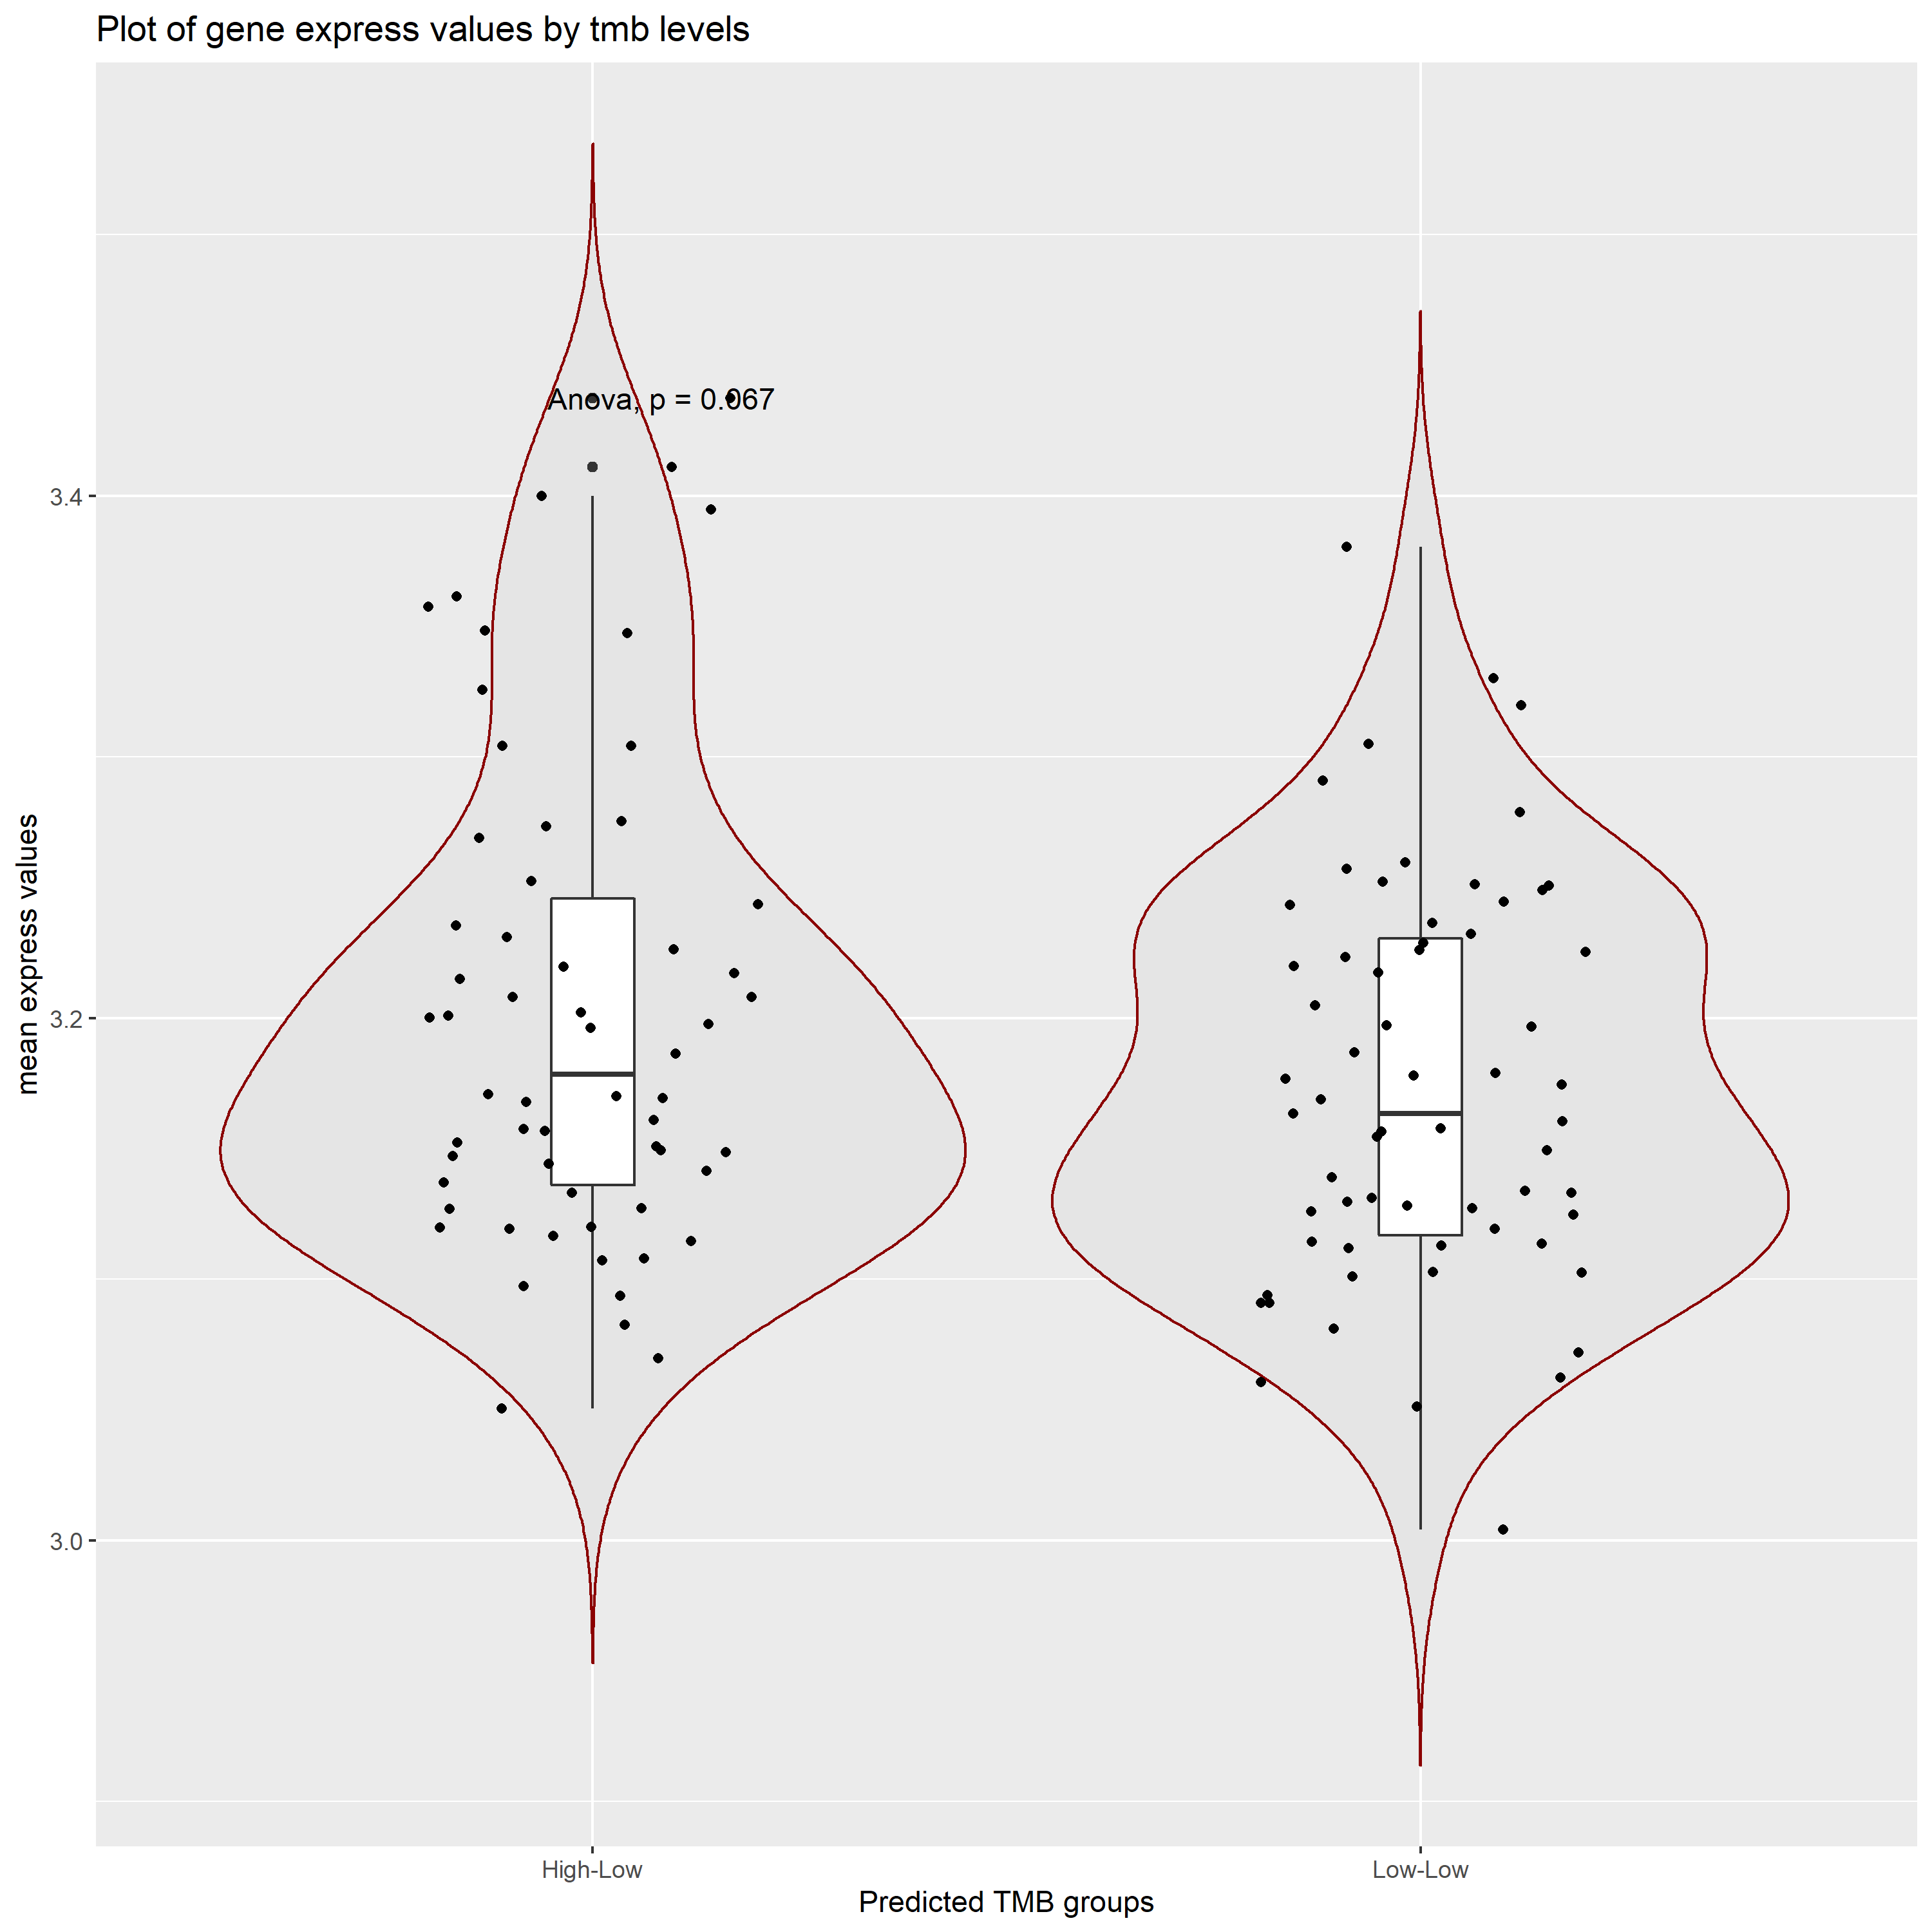 Plot of gene express values by tmb levels
Anova, p = 0.067
3.4
3.2
3.0
mean express values
High-Low
Low-Low
Predicted TMB groups